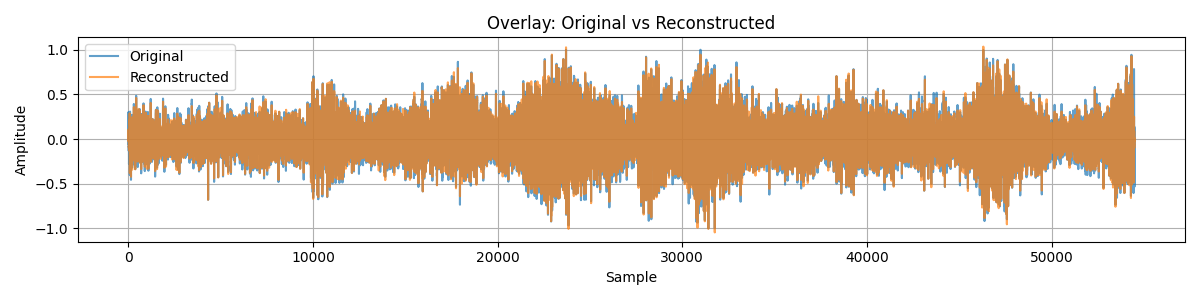 Overlay: Original vs Reconstructed
Original
Reconstructed
Amplitude
1.0
0.5
0.0
−0.5
−1.0
0
10000
20000
30000
40000
50000
Sample